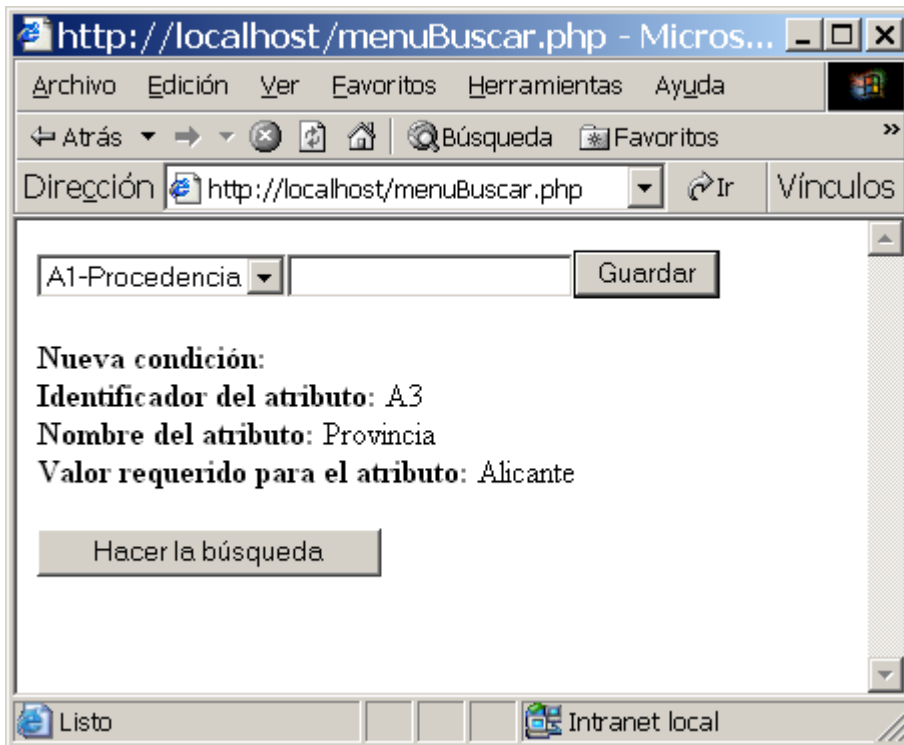 http://localhost/menuBuscar.php - Micros...
Archivo Edición Ver Favoritos Herramientas Ayuda
Atrás Búsqueda Favoritos »
Dirección http://localhost/menuBuscar.php Ir Vínculos
A1-Procedencia Guardar
Nueva condición:
Identificador del atributo: A3
Nombre del atributo: Provincia
Valor requerido para el atributo: Alicante
Hacer la búsqueda
Listo Intranet local